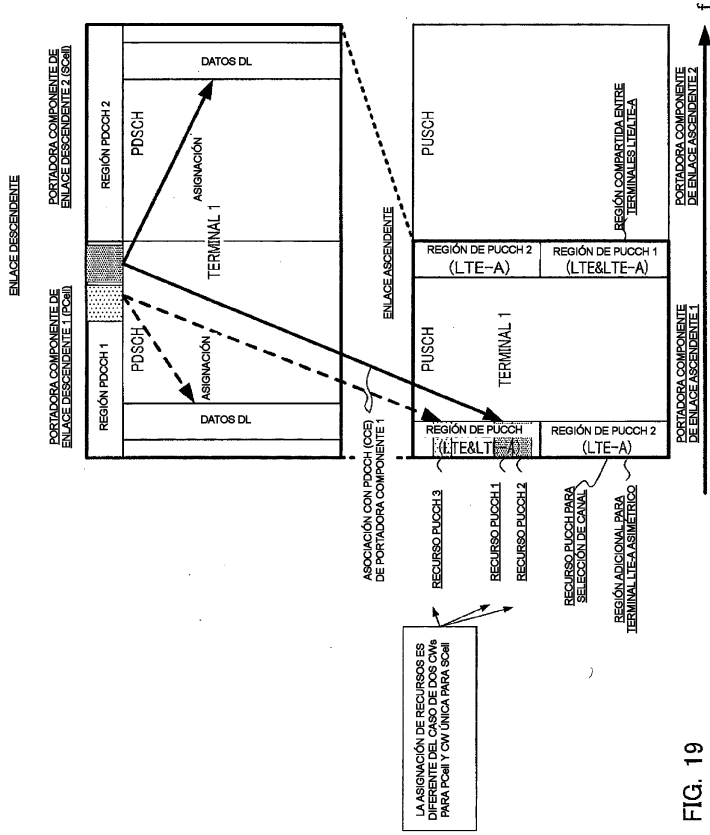 ENLACE DESCENDENTE
PORTADORA COMPONENTE DE
ENLACE DESCENDENTE 1 (PCell)
PORTADORA COMPONENTE DE
ENLACE DESCENDENTE 2 (SCell)
REGIÓN PDCCH 1
REGIÓN PDCCH 2
PDSCH
PDSCH
DATOS DL
ASIGNACIÓN
TERMINAL 1
ASIGNACIÓN
DATOS DL
ASOCIACIÓN CON PDCCH (CCE)
DE PORTADORA COMPONENTE 1
ENLACE ASCENDENTE
LA ASIGNACIÓN DE RECURSOS ES
DIFERENTE DEL CASO DE DOS CWs
PARA PCell Y CW ÚNICA PARA SCell
RECURSO PUCCH 3
RECURSO PUCCH 1
RECURSO PUCCH 2
RECURSO PUCCH PARA
SELECCIÓN DE CANAL
REGIÓN ADICIONAL PARA
TERMINAL LTE-A ASIMÉTRICO
REGIÓN DE PUCCH
(LTE&LTE-A)
REGIÓN DE PUCCH 2
(LTE-A)
PUSCH
TERMINAL 1
REGIÓN DE PUCCH 2
(LTE-A)
REGIÓN DE PUCCH 1
(LTE&LTE-A)
PUSCH
REGIÓN COMPARTIDA ENTRE
TERMINALES LTE/LTE-A
PORTADORA COMPONENTE
DE ENLACE ASCENDENTE 1
PORTADORA COMPONENTE
DE ENLACE ASCENDENTE 2
f
FIG. 19